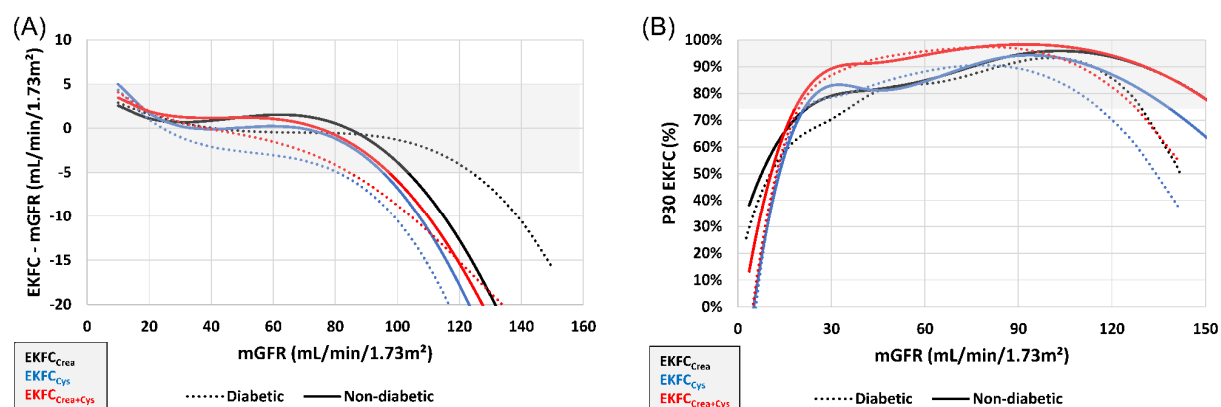 (A)
EKFC - mGFR (mL/min/1.73m²)
10
5
0
-5
-10
-15
-20
0 20 40 60 80 100 120 140 160
mGFR (mL/min/1.73m²)
EKFCCrea
EKFCCys
EKFCCrea+Cys
Diabetic Non-diabetic
(B)
P30 EKFC (%)
100%
90%
80%
70%
60%
50%
40%
30%
20%
10%
0%
0 30 60 90 120 150
mGFR (mL/min/1.73m²)
EKFCCrea
EKFCCys
EKFCCrea+Cys
Diabetic Non-diabetic